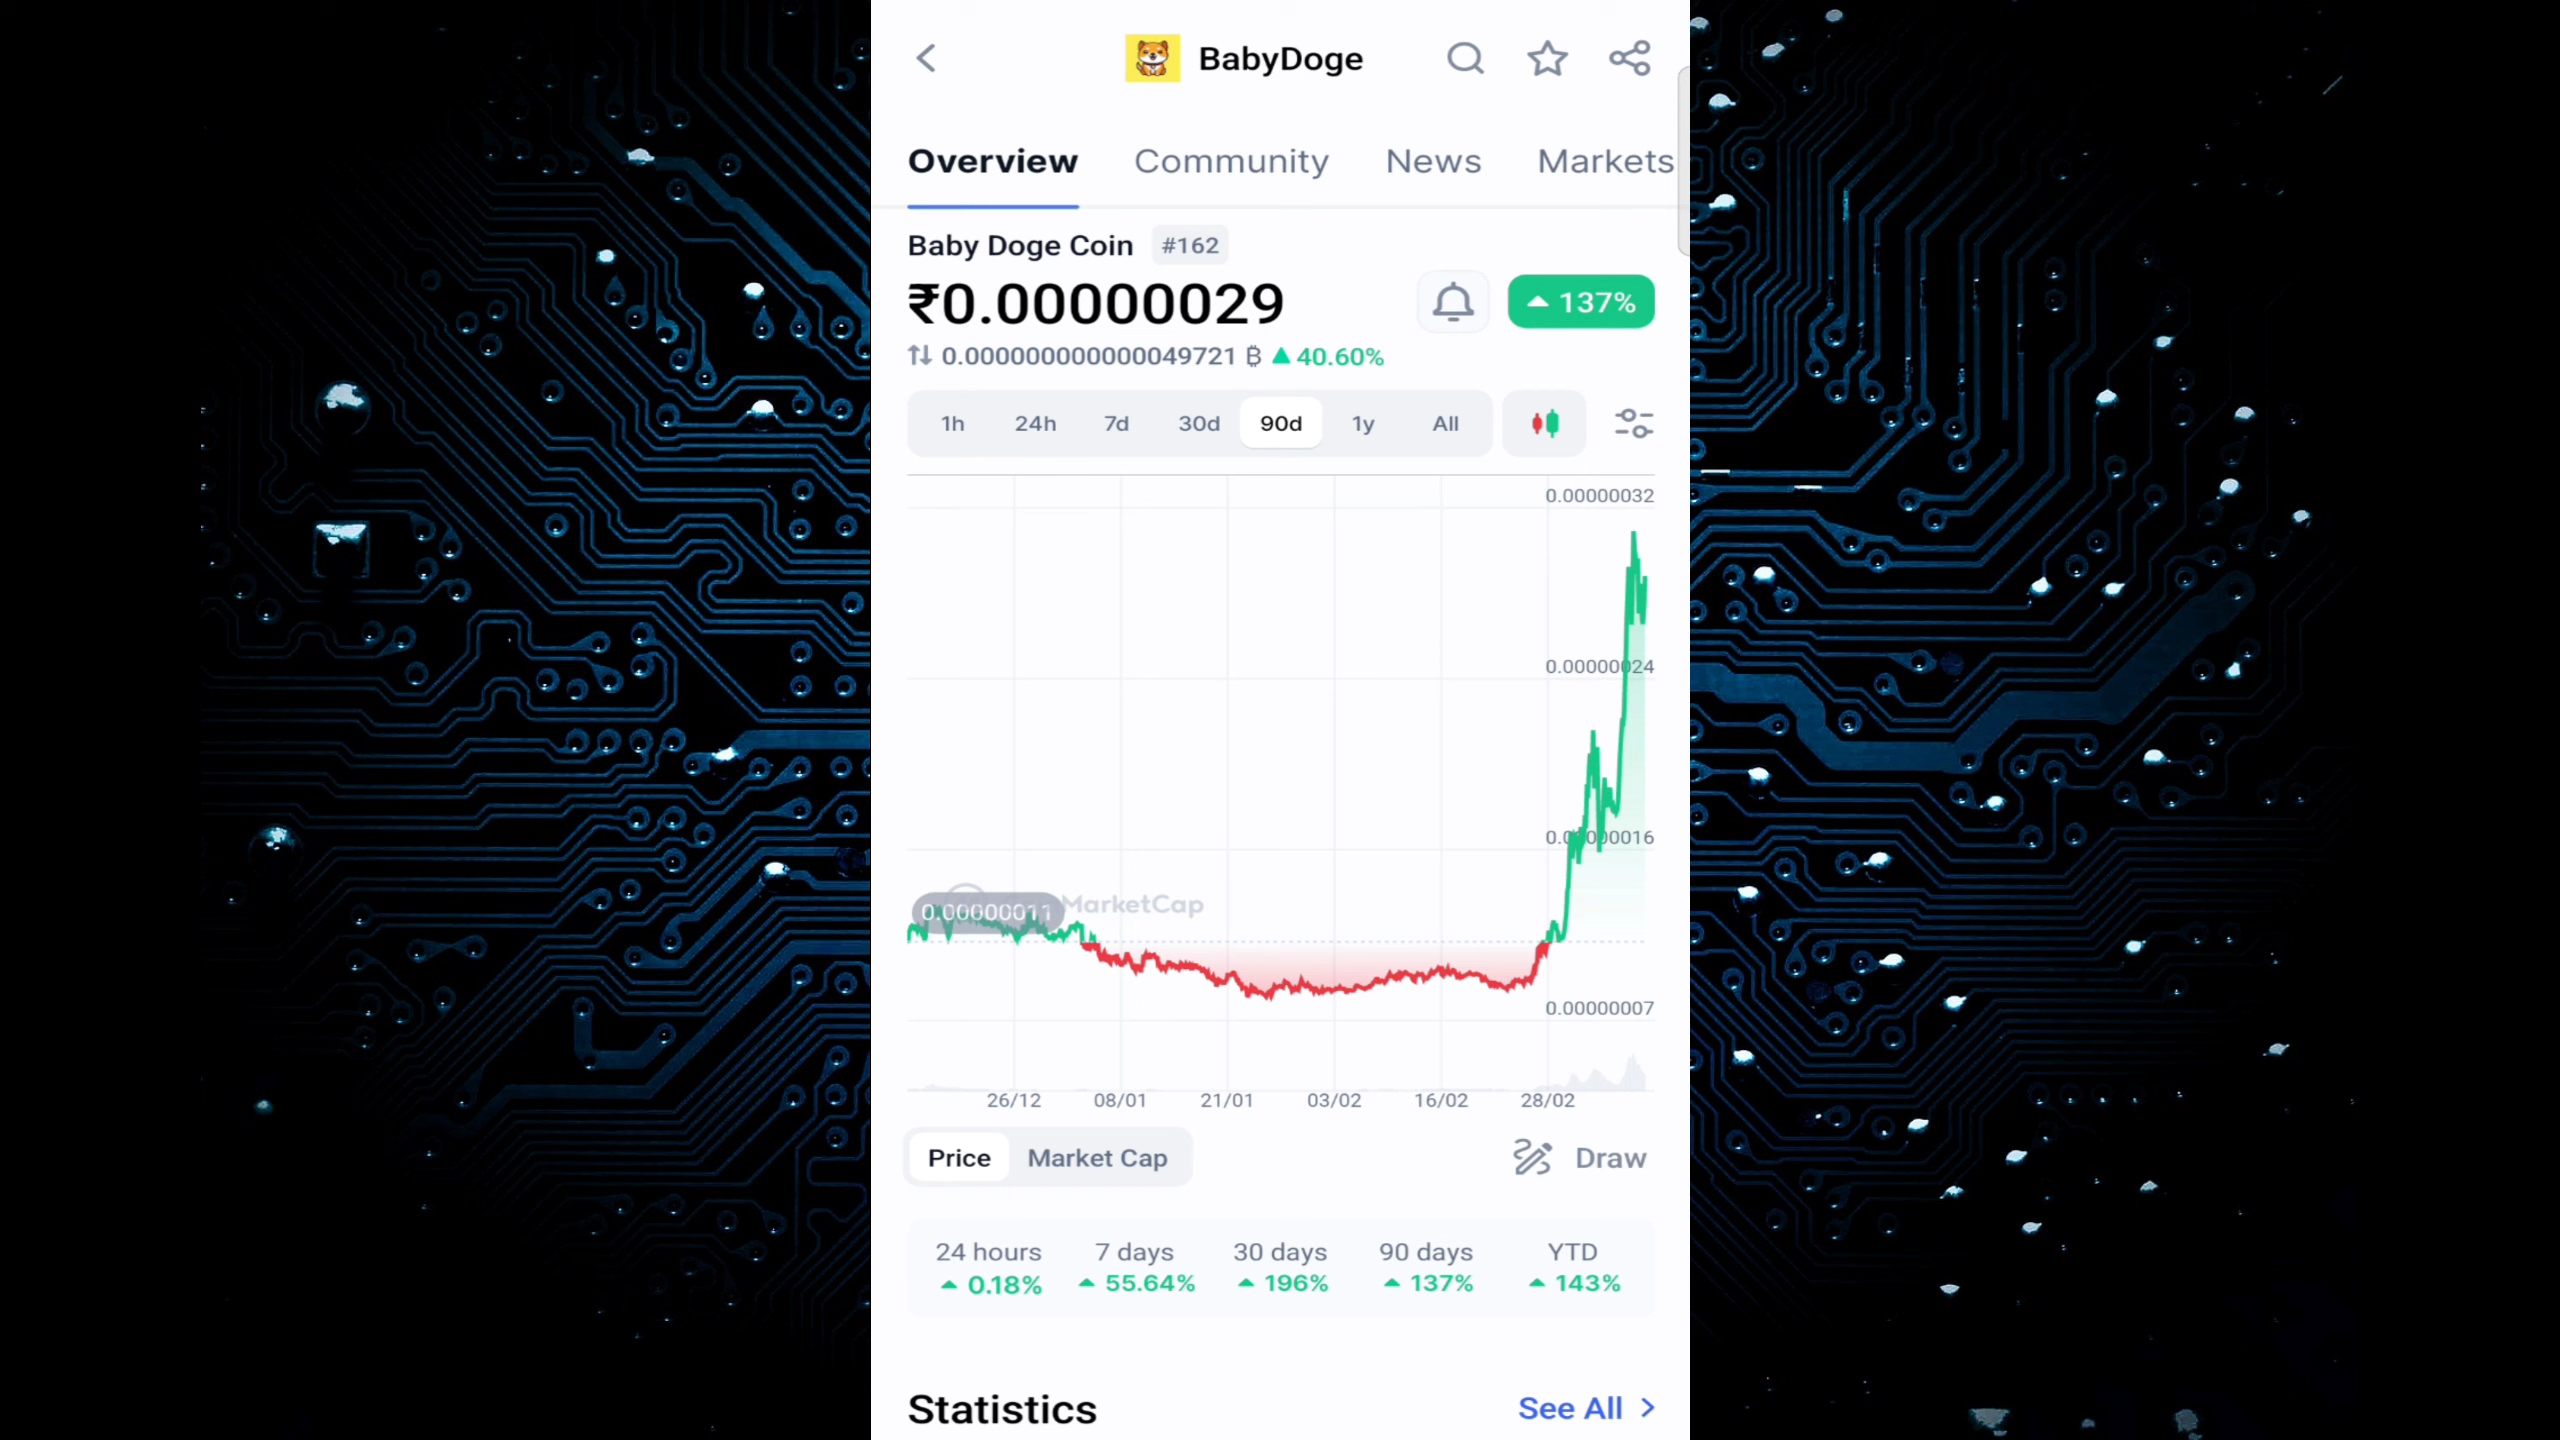 BabyDoge
Overview Community News Markets
Baby Doge Coin #162
₹0.00000029 137%
0.000000000000049721 ₿ 40.60%
1h 24h 7d 30d 90d 1y All
0.00000032
0.00000024
0.00000016
0.00000011 MarketCap
0.00000007
26/12 08/01 21/01 03/02 16/02 28/02
Price Market Cap Draw
24 hours 7 days 30 days 90 days YTD
0.18% 55.64% 196% 137% 143%
Statistics See All